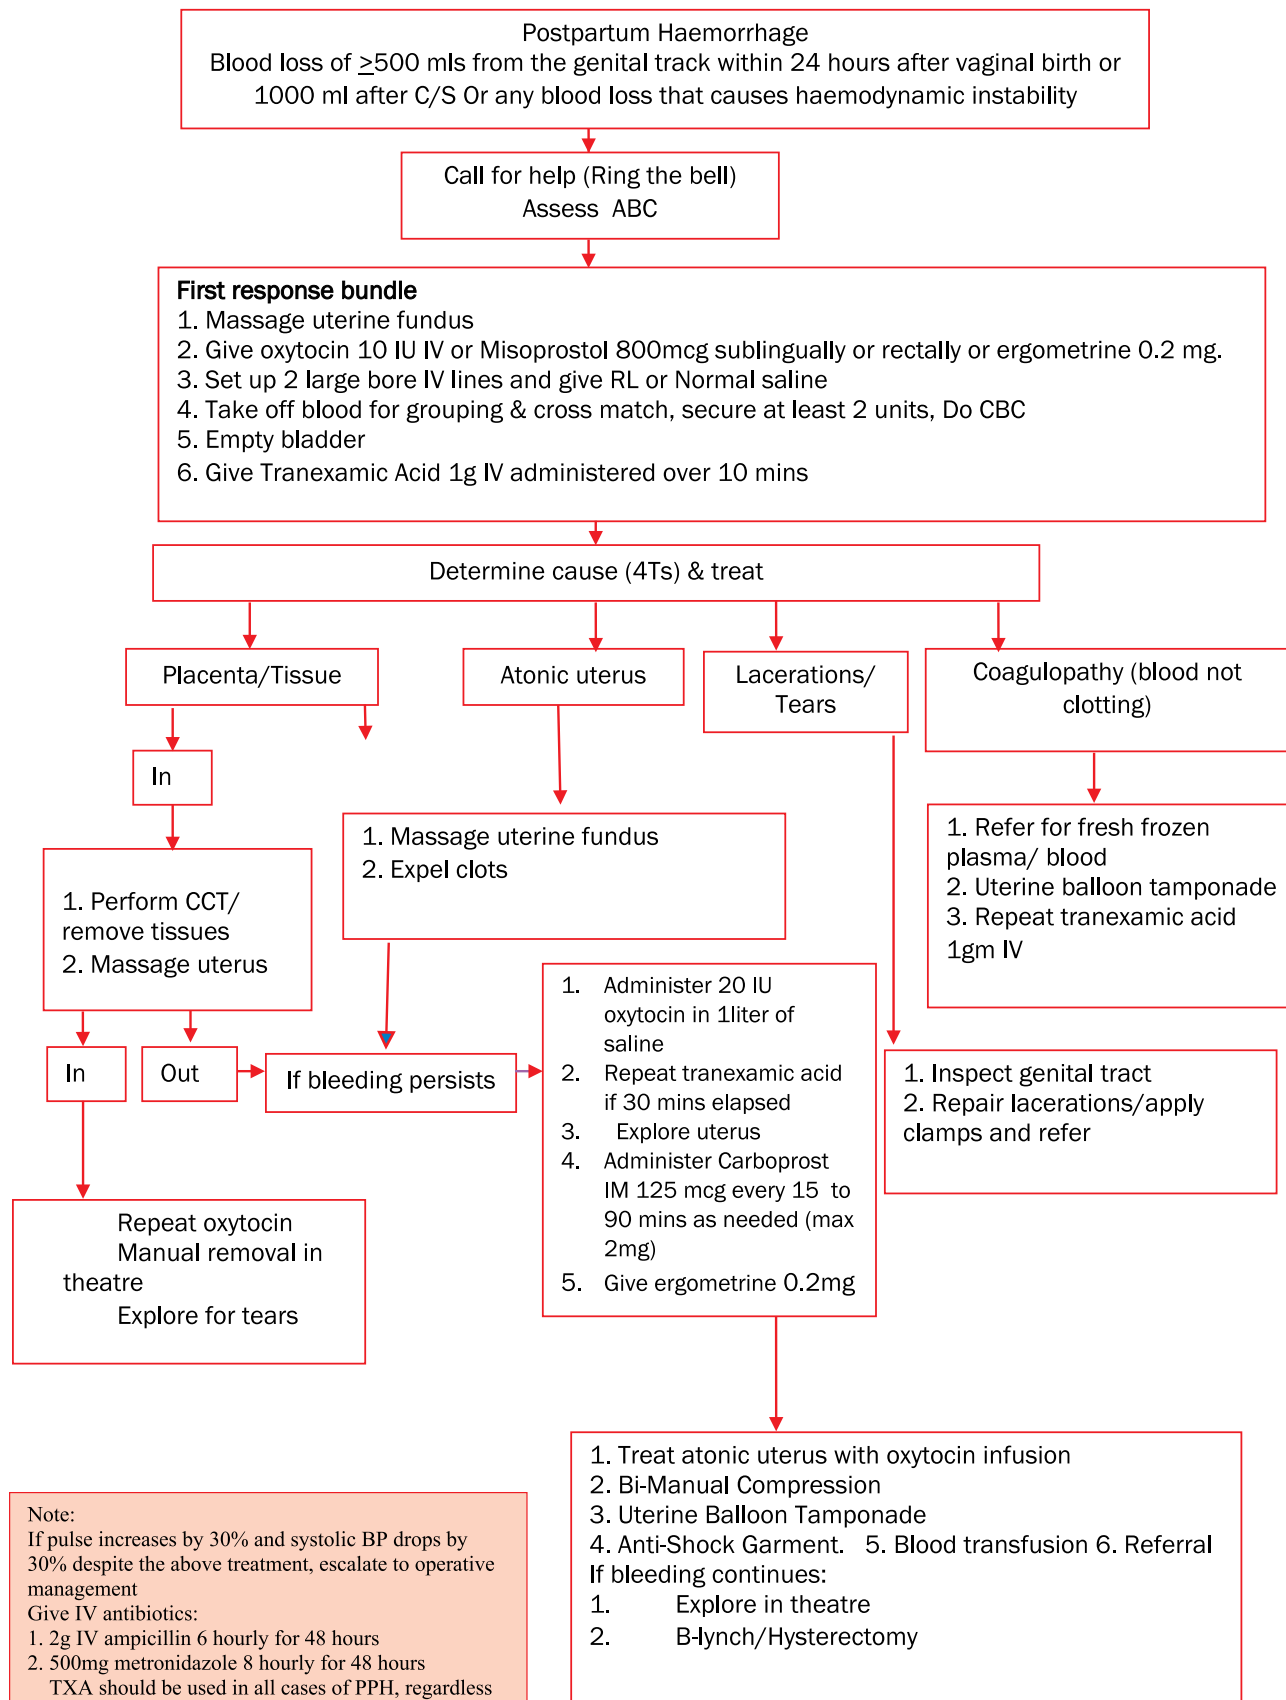 Postpartum Haemorrhage
Blood loss of ≥500 mls from the genital track within 24 hours after vaginal birth or
1000 ml after C/S Or any blood loss that causes haemodynamic instability
Call for help (Ring the bell)
Assess  ABC
First response bundle
1. Massage uterine fundus
2. Give oxytocin 10 IU IV or Misoprostol 800mcg sublingually or rectally or ergometrine 0.2 mg.
3. Set up 2 large bore IV lines and give RL or Normal saline
4. Take off blood for grouping & cross match, secure at least 2 units, Do CBC
5. Empty bladder
6. Give Tranexamic Acid 1g IV administered over 10 mins
Determine cause (4Ts) & treat
Placenta/Tissue
Atonic uterus
Lacerations/
Tears
Coagulopathy (blood not
clotting)
In
1. Massage uterine fundus
2. Expel clots
1. Refer for fresh frozen
plasma/ blood
2. Uterine balloon tamponade
3. Repeat tranexamic acid
1gm IV
1. Perform CCT/
remove tissues
2. Massage uterus
In
Out
If bleeding persists
1. Administer 20 IU
oxytocin in 1liter of
saline
2. Repeat tranexamic acid
if 30 mins elapsed
3. Explore uterus
4. Administer Carboprost
IM 125 mcg every 15 to
90 mins as needed (max
2mg)
5. Give ergometrine 0.2mg
1. Inspect genital tract
2. Repair lacerations/apply
clamps and refer
Repeat oxytocin
Manual removal in
theatre
Explore for tears
1. Treat atonic uterus with oxytocin infusion
2. Bi-Manual Compression
3. Uterine Balloon Tamponade
4. Anti-Shock Garment. 5. Blood transfusion 6. Referral
If bleeding continues:
1. Explore in theatre
2. B-lynch/Hysterectomy
Note:
If pulse increases by 30% and systolic BP drops by
30% despite the above treatment, escalate to operative
management
Give IV antibiotics:
1. 2g IV ampicillin 6 hourly for 48 hours
2. 500mg metronidazole 8 hourly for 48 hours
TXA should be used in all cases of PPH, regardless